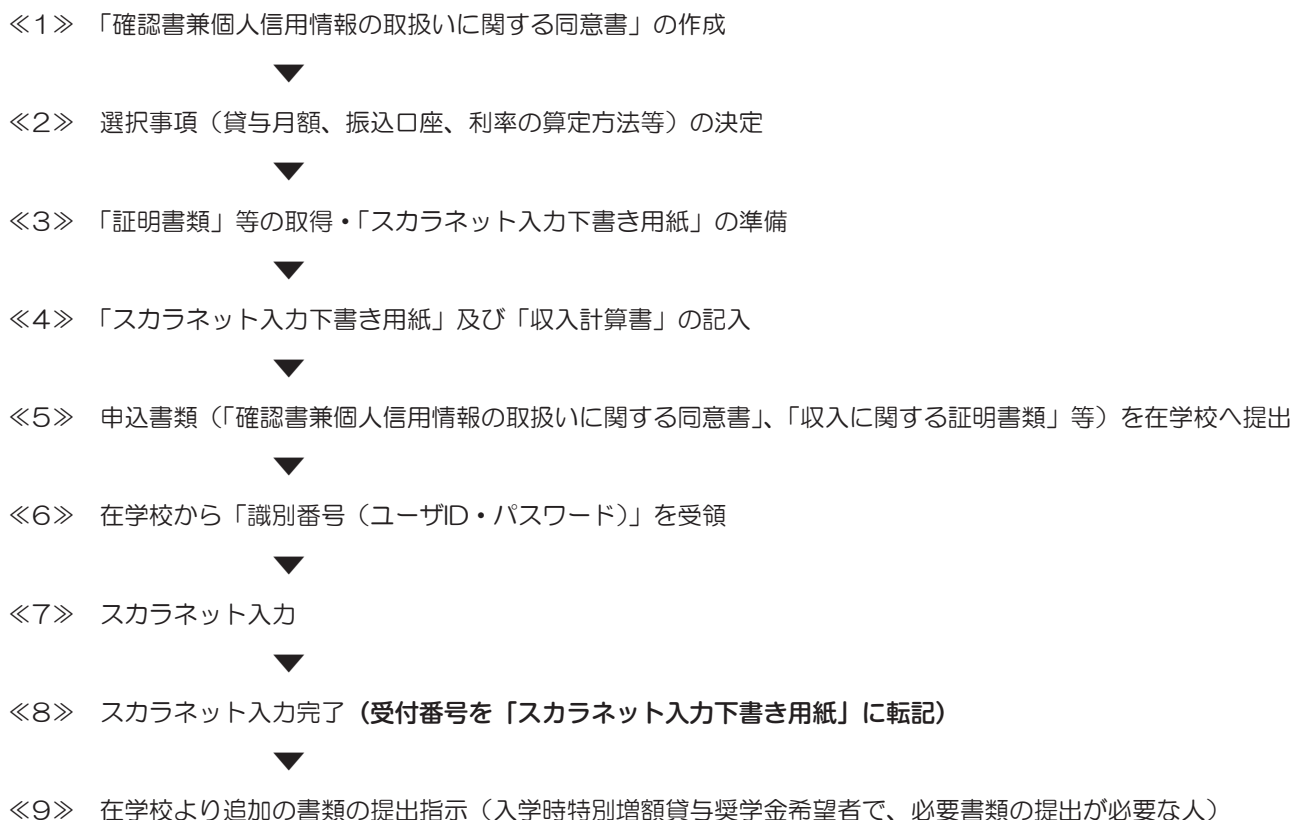 ≪1≫ 「確認書兼個人信用情報の取扱いに関する同意書」の作成
▼
≪2≫ 選択事項（貸与月額、振込口座、利率の算定方法等）の決定
▼
≪3≫ 「証明書類」等の取得・「スカラネット入力下書き用紙」の準備
▼
≪4≫ 「スカラネット入力下書き用紙」及び「収入計算書」の記入
▼
≪5≫ 申込書類（「確認書兼個人信用情報の取扱いに関する同意書」、「収入に関する証明書類」等）を在学校へ提出
▼
≪6≫ 在学校から「識別番号（ユーザID・パスワード）」を受領
▼
≪7≫ スカラネット入力
▼
≪8≫ スカラネット入力完了（受付番号を「スカラネット入力下書き用紙」に転記）
▼
≪9≫ 在学校より追加の書類の提出指示（入学時特別増額貸与奨学金希望者で、必要書類の提出が必要な人）